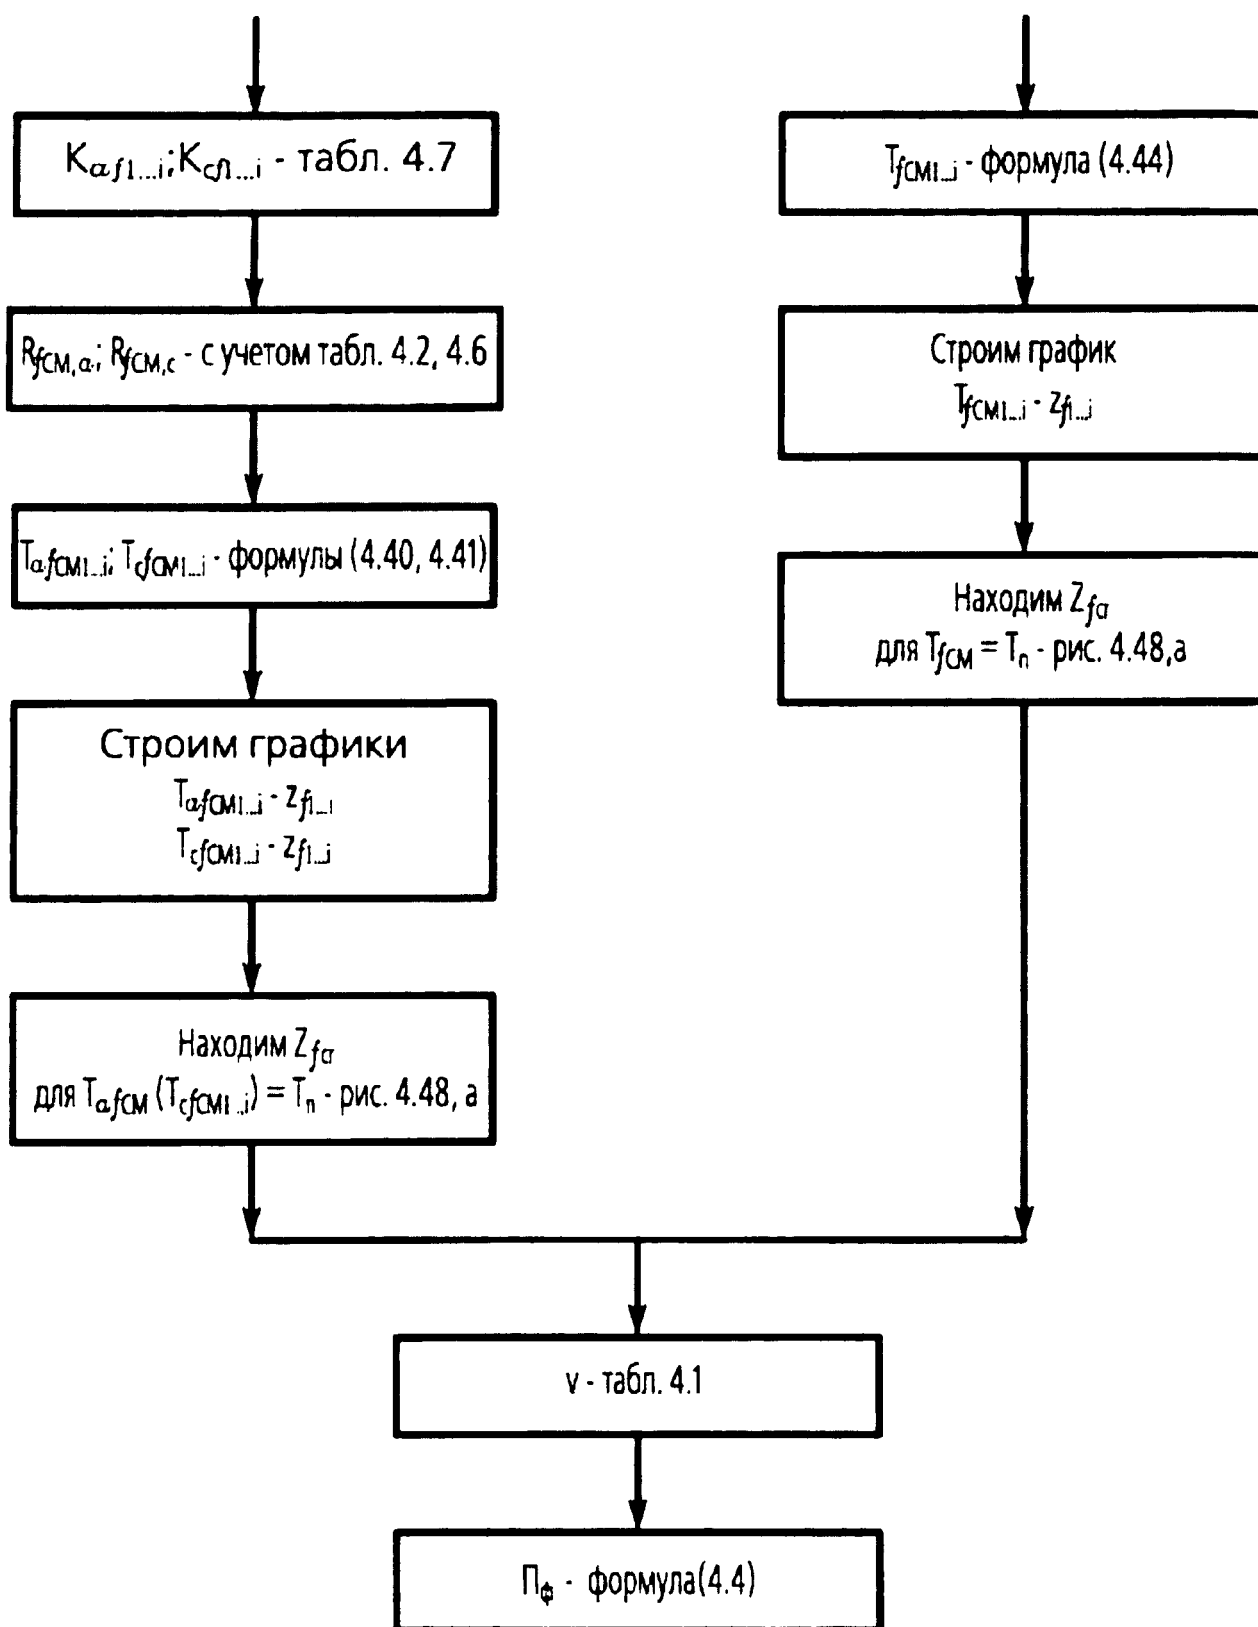 Kαf1...i; Kcf1...i - табл. 4.7
RfСМ,α; RfСМ,c - с учетом табл. 4.2, 4.6
TαfСМ1...i; TcfСМ1...i - формулы (4.40, 4.41)
Строим графики
TαfСМ1...i - zf1...i
TcfСМ1...i - zf1...i
Находим Zfα
для TαfСМ (TcfСМ1...i) = Tп - рис. 4.48, а
TfСМ1...i - формула (4.44)
Строим график
TfСМ1...i - zf1...i
Находим Zfα
для TfСМ = Tп - рис. 4.48,а
v - табл. 4.1
Пф - формула(4.4)